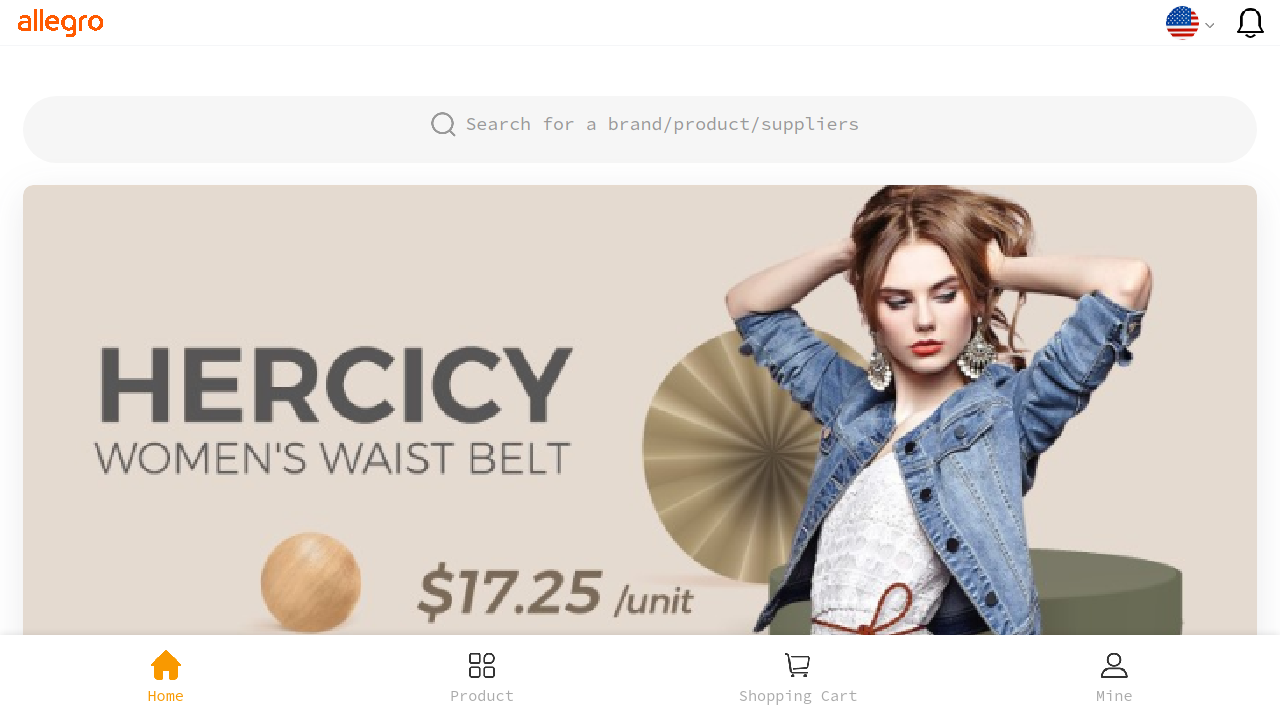 allegro
Search for a brand/product/suppliers
HERCICY
WOMEN'S WAIST BELT
$17.25 /unit
Home
Product
Shopping Cart
Mine